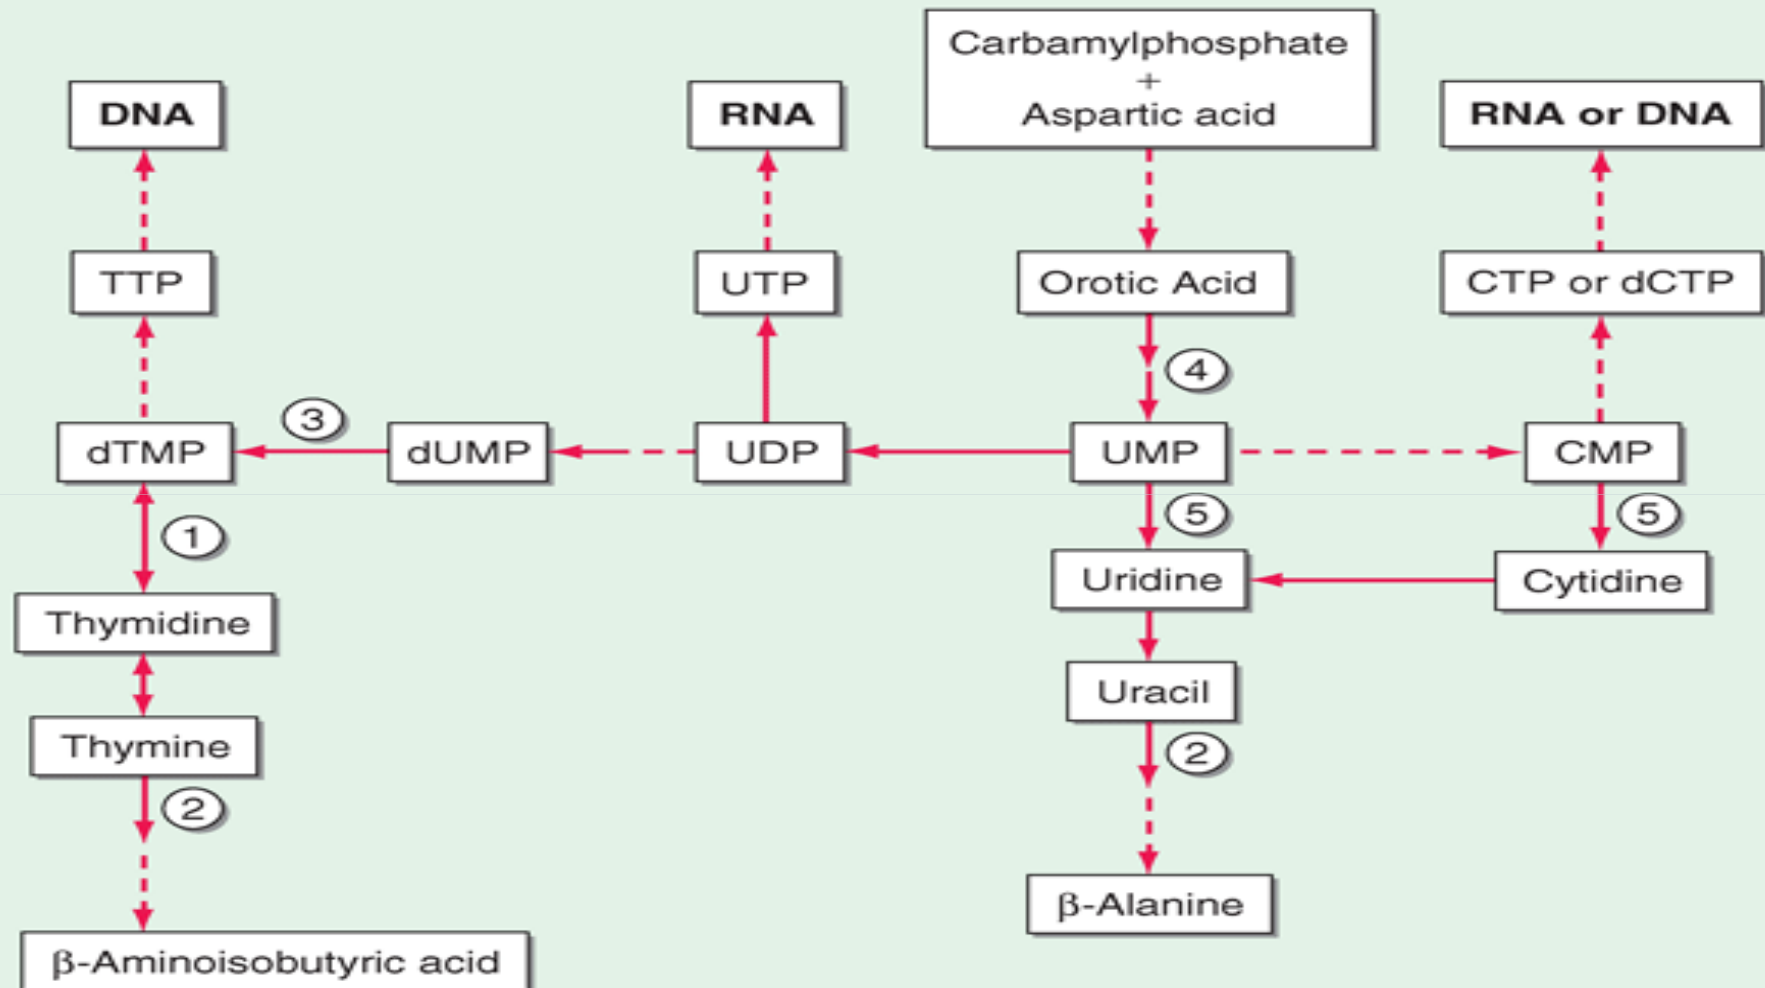 Carbamylphosphate
+
Aspartic acid
DNA
RNA
RNA or DNA
TTP
UTP
Orotic Acid
CTP or dCTP
4
3
dTMP
dUMP
UDP
UMP
CMP
1
5
5
Thymidine
Uridine
Cytidine
Uracil
Thymine
2
2
β-Alanine
β-Aminoisobutyric acid